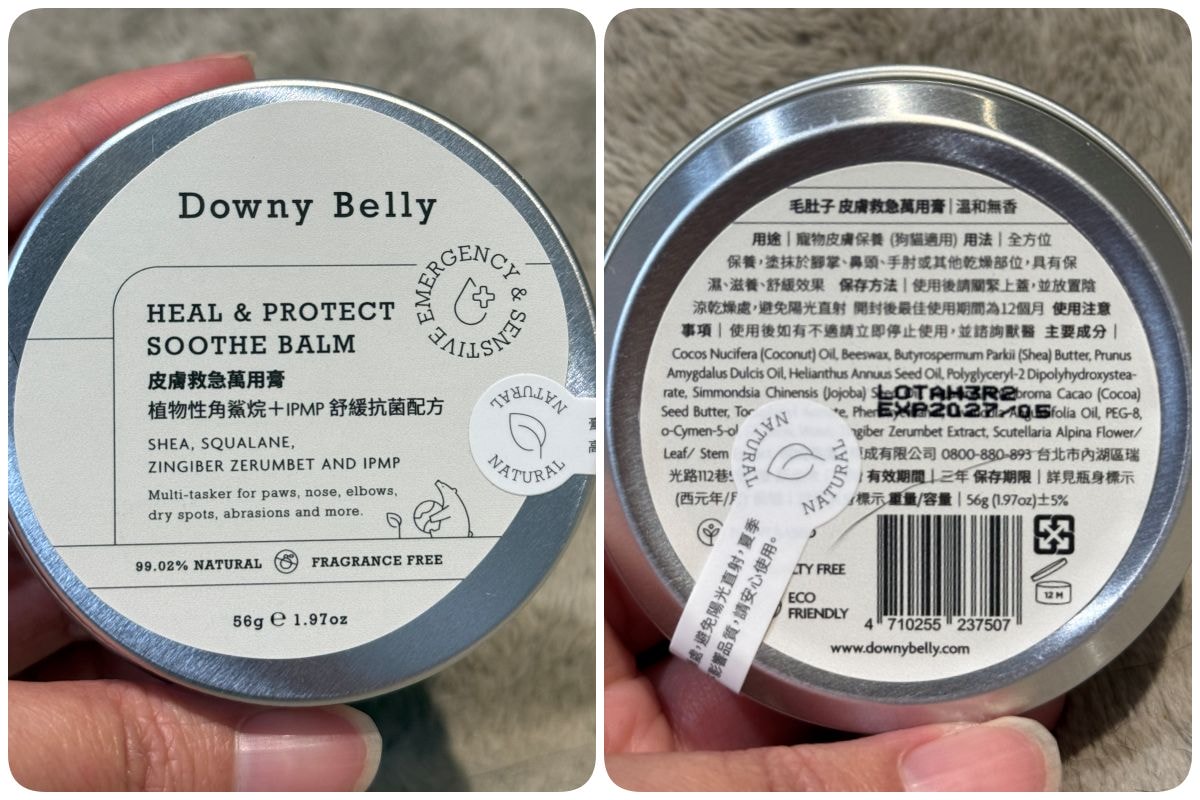 Downy Belly
EMERGENCY & SENSTIVE
HEAL & PROTECT
SOOTHE BALM
皮膚救急萬用膏
植物性角鯊烷＋IPMP 舒緩抗菌配方
SHEA, SQUALANE,
ZINGIBER ZERUMBET AND IPMP
Multi-tasker for paws, nose, elbows,
dry spots, abrasions and more.
NATURAL
NATURAL
99.02% NATURAL FRAGRANCE FREE
56g ℮ 1.97oz
毛肚子 皮膚救急萬用膏｜溫和無香
用途｜寵物皮膚保養 (狗貓適用) 用法｜全方位
保養，塗抹於腳掌、鼻頭、手肘或其他乾燥部位，具有保
濕、滋養、舒緩效果 保存方法｜使用後請關緊上蓋，並放置陰
涼乾燥處，避免陽光直射 開封後最佳使用期間為12個月 使用注意
事項｜使用後如有不適請立即停止使用，並諮詢獸醫 主要成分｜
Cocos Nucifera (Coconut) Oil, Beeswax, Butyrospermum Parkii (Shea) Butter, Prunus
Amygdalus Dulcis Oil, Helianthus Annuus Seed Oil, Polyglyceryl-2 Dipolyhydroxystea-
rate, Simmondsia Chinensis (Jojoba) Cacao (Cocoa)
LOTAH3R2
EXP2027 05
Seed Butter, Oil, PEG-8,
o-Cymen-5-ol Zerumbet Extract, Scutellaria Alpina Flower/
Leaf/ Stem 成有限公司 0800-880-893 台北市內湖區瑞
光路112巷 有效期間｜三年 保存期限｜詳見瓶身標示
(西元年/ 標示 重量/容量｜56g (1.97oz)±5%
NATURAL
NATURAL
處，避免陽光直射，夏季
影響品質，請安心使用。
FREE
ECO
FRIENDLY
12 M
4 710255 237507
www.downybelly.com